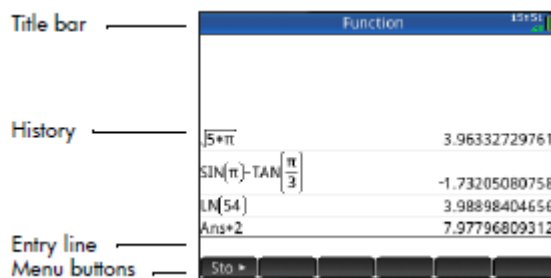 Title bar
Function
15:51
History
√5*π 3.96332729761
SIN(π)-TAN(π/3) -1.73205080758
LN(54) 3.98898404656
Ans*2 7.97796809312
Entry line
Menu buttons
Sto ►